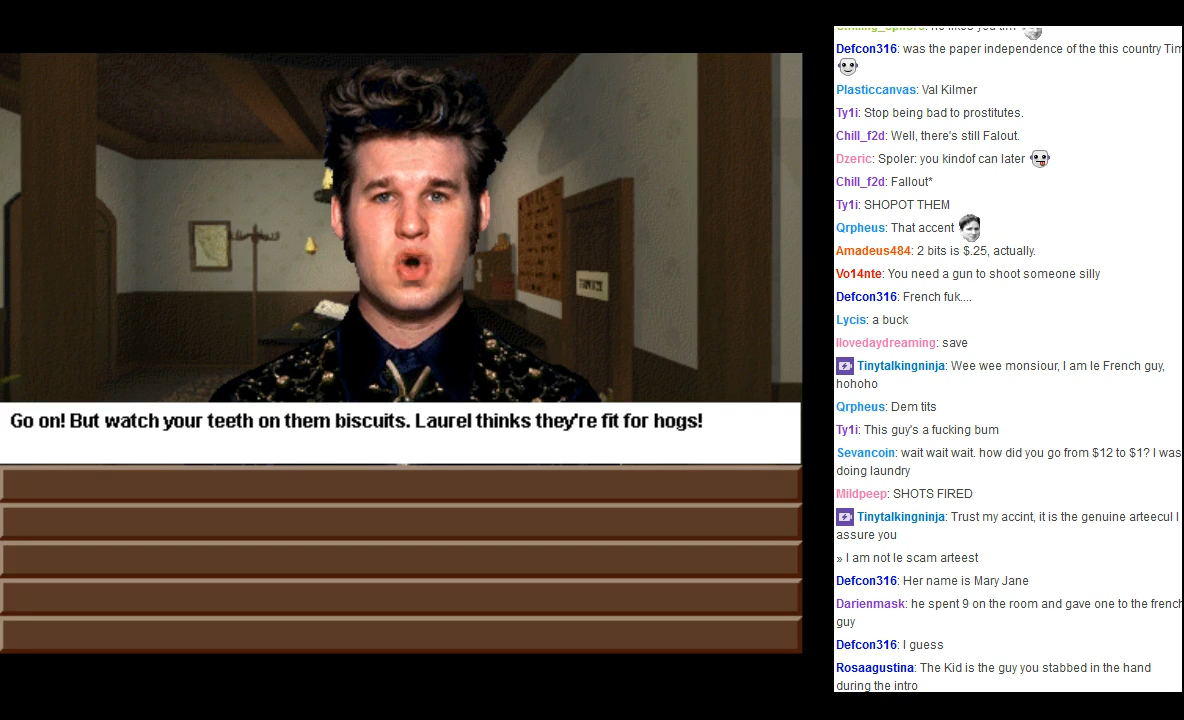 Go on! But watch your teeth on them biscuits. Laurel thinks they're fit for hogs!
Defcon316: was the paper independence of the this country Tim
Plasticcanvas: Val Kilmer
Ty1i: Stop being bad to prostitutes.
Chill_f2d: Well, there's still Falout.
Dzeric: Spoler: you kindof can later
Chill_f2d: Fallout*
Ty1i: SHOPOT THEM
Qrpheus: That accent
Amadeus484: 2 bits is $.25, actually.
Vo14nte: You need a gun to shoot someone silly
Defcon316: French fuk....
Lycis: a buck
Ilovedaydreaming: save
Tinytalkingninja: Wee wee monsiour, I am le French guy,
hohoho
Qrpheus: Dem tits
Ty1i: This guy's a fucking bum
Sevancoin: wait wait wait. how did you go from $12 to $1? I was
doing laundry
Mildpeep: SHOTS FIRED
Tinytalkingninja: Trust my accint, it is the genuine arteecul I
assure you
» I am not le scam arteest
Defcon316: Her name is Mary Jane
Darienmask: he spent 9 on the room and gave one to the french
guy
Defcon316: I guess
Rosaagustina: The Kid is the guy you stabbed in the hand
during the intro